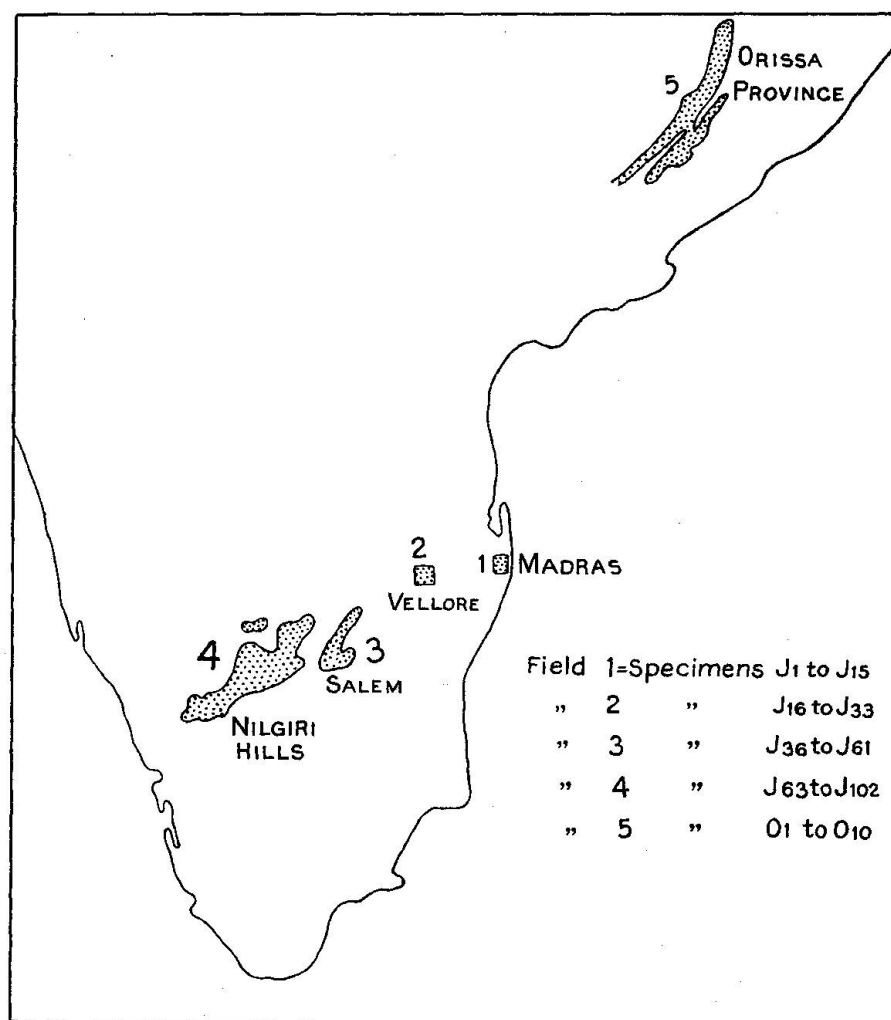 5 ORISSA
PROVINCE
2
VELLORE
1 MADRAS
4
NILGIRI
HILLS
3
SALEM
Field 1=Specimens J1 to J15
„ 2 „ J16 to J33
„ 3 „ J36 to J61
„ 4 „ J63 to J102
„ 5 „ O1 to O10